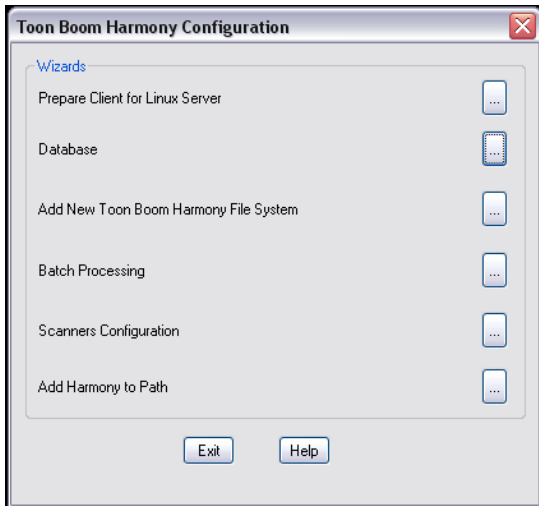 Toon Boom Harmony Configuration
Wizards
Prepare Client for Linux Server ...
Database ...
Add New Toon Boom Harmony File System ...
Batch Processing ...
Scanners Configuration ...
Add Harmony to Path ...
Exit Help